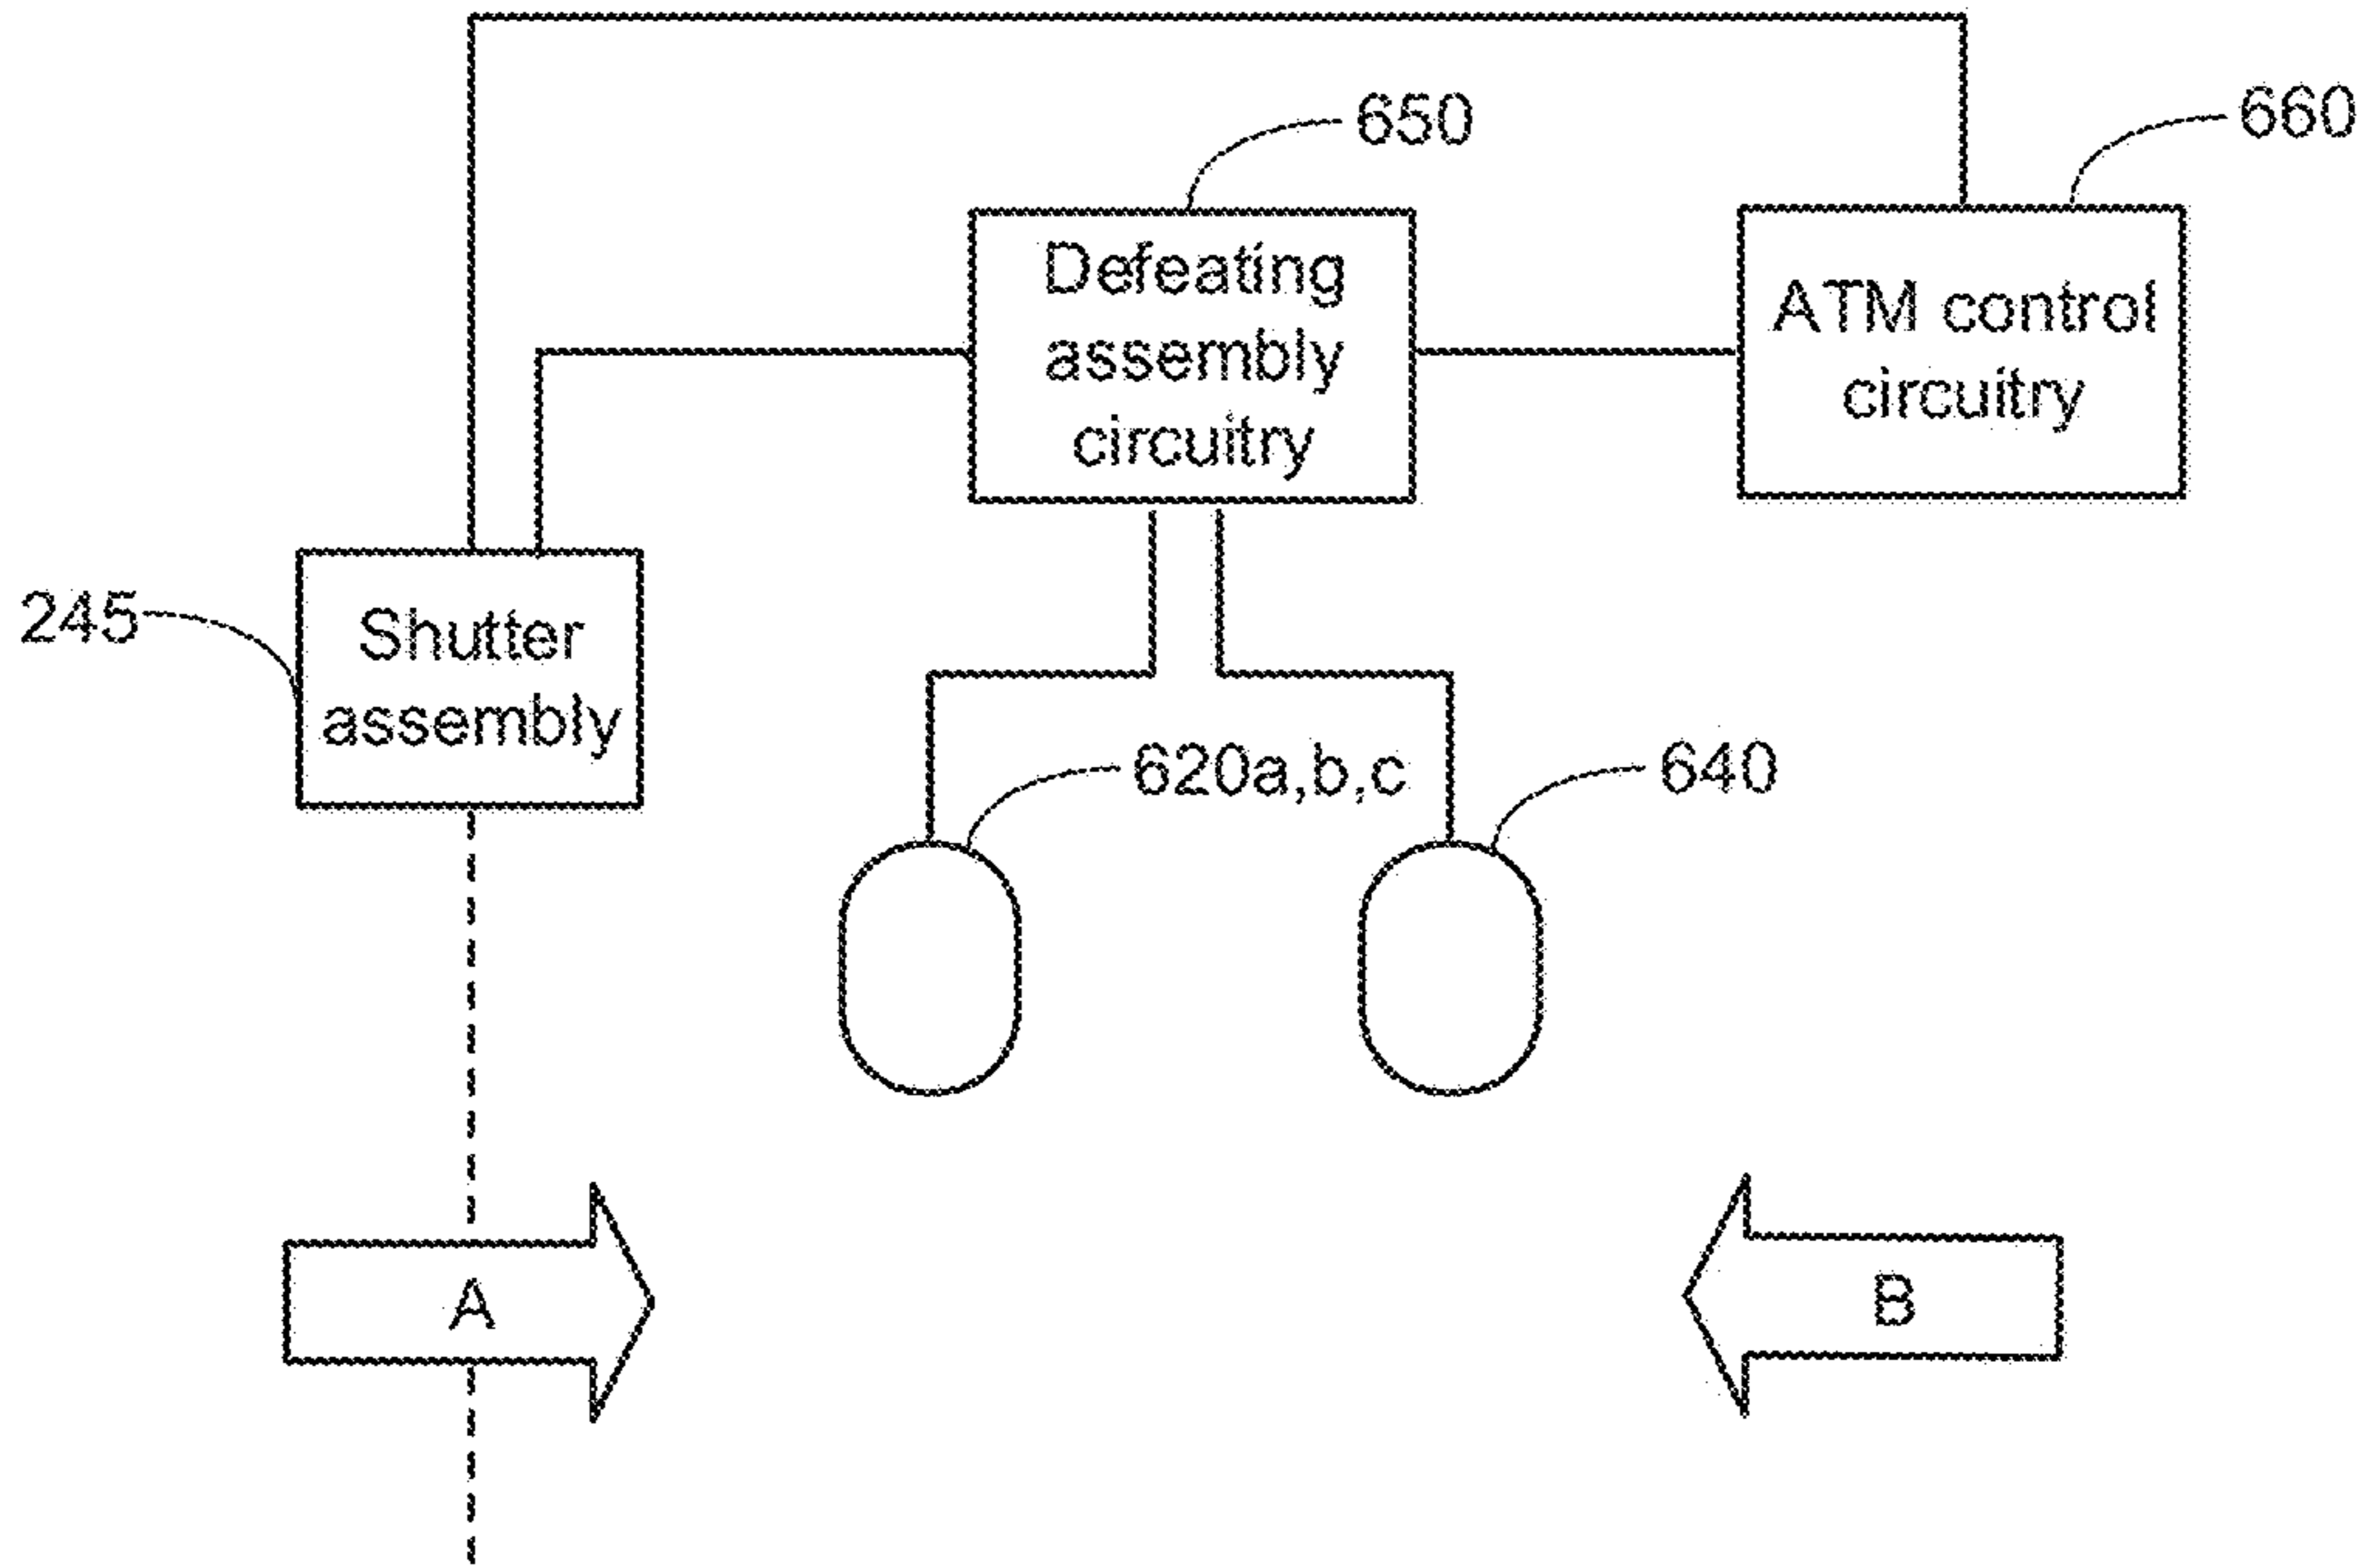 650
660
Defeating
assembly
circuitry
ATM control
circuitry
245
Shutter
assembly
620a,b,c
640
A
B